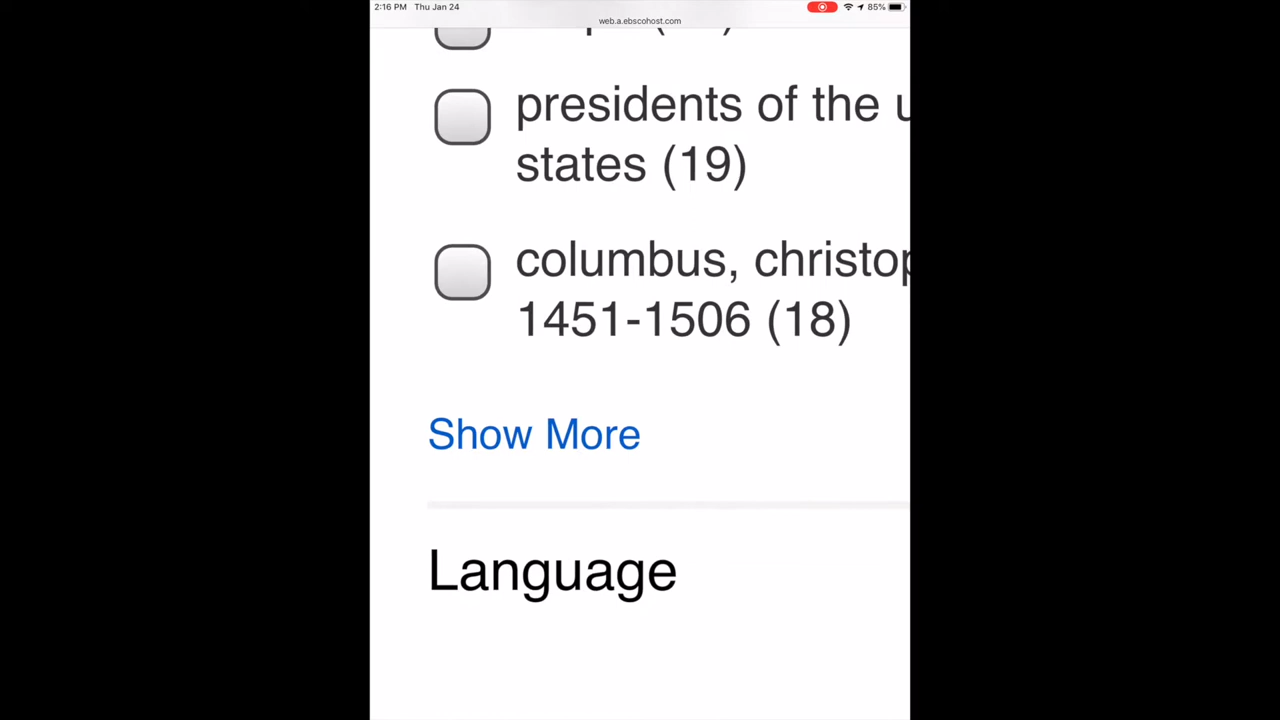 2:16 PM Thu Jan 24
85%
web.a.ebscohost.com
presidents of the u
states (19)
columbus, christop
1451-1506 (18)
Show More
Language